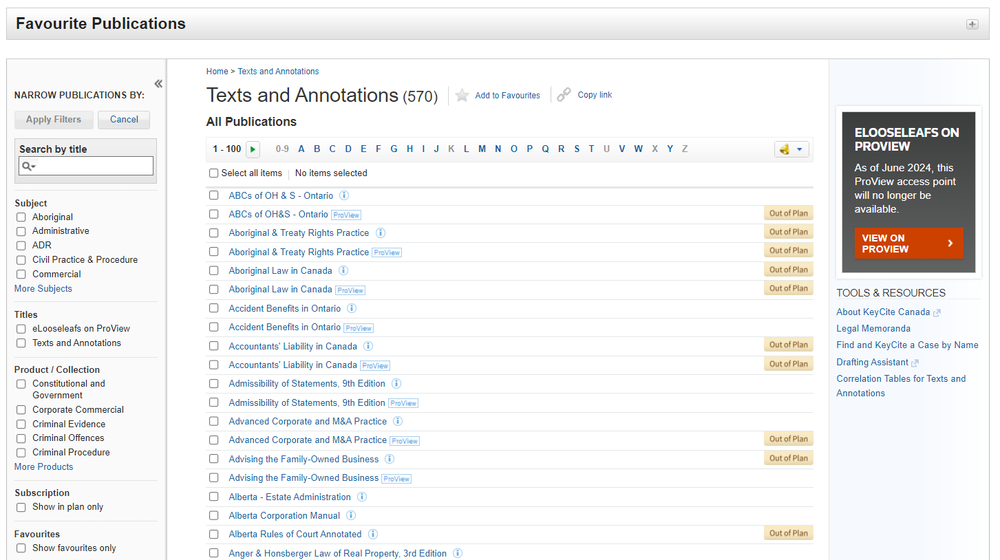 Favourite Publications
NARROW PUBLICATIONS BY:
Apply Filters Cancel
Search by title
Subject
Aboriginal
Administrative
ADR
Civil Practice & Procedure
Commercial
More Subjects
Titles
eLooseleafs on ProView
Texts and Annotations
Product / Collection
Constitutional and
Government
Corporate Commercial
Criminal Evidence
Criminal Offences
Criminal Procedure
More Products
Subscription
Show in plan only
Favourites
Show favourites only
Home > Texts and Annotations
Texts and Annotations (570) Add to Favourites Copy link
All Publications
1 - 100 0-9 A B C D E F G H I J K L M N O P Q R S T U V W X Y Z
Select all items No items selected
ABCs of OH & S - Ontario
ABCs of OH&S - Ontario ProView Out of Plan
Aboriginal & Treaty Rights Practice Out of Plan
Aboriginal & Treaty Rights Practice ProView Out of Plan
Aboriginal Law in Canada Out of Plan
Aboriginal Law in Canada ProView Out of Plan
Accident Benefits in Ontario
Accident Benefits in Ontario ProView
Accountants' Liability in Canada Out of Plan
Accountants' Liability in Canada ProView Out of Plan
Admissibility of Statements, 9th Edition
Admissibility of Statements, 9th Edition ProView
Advanced Corporate and M&A Practice
Advanced Corporate and M&A Practice ProView Out of Plan
Advising the Family-Owned Business Out of Plan
Advising the Family-Owned Business ProView
Alberta - Estate Administration
Alberta Corporation Manual
Alberta Rules of Court Annotated Out of Plan
Anger & Honsberger Law of Real Property, 3rd Edition
ELOOSELEAFS ON
PROVIEW
As of June 2024, this
ProView access point
will no longer be
available.
VIEW ON
PROVIEW
TOOLS & RESOURCES
About KeyCite Canada
Legal Memoranda
Find and KeyCite a Case by Name
Drafting Assistant
Correlation Tables for Texts and
Annotations